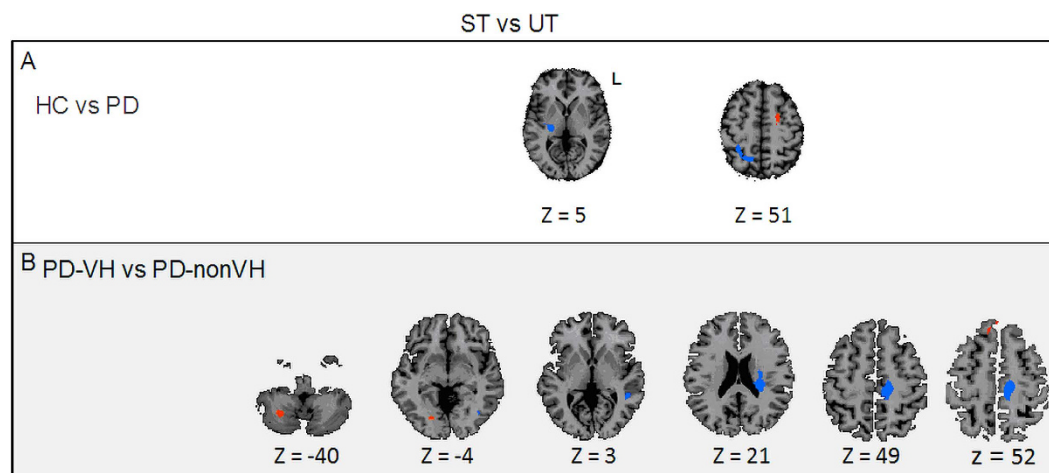 ST vs UT
A
HC vs PD
L
Z = 5
Z = 51
B
PD-VH vs PD-nonVH
Z = -40
Z = -4
Z = 3
Z = 21
Z = 49
z = 52